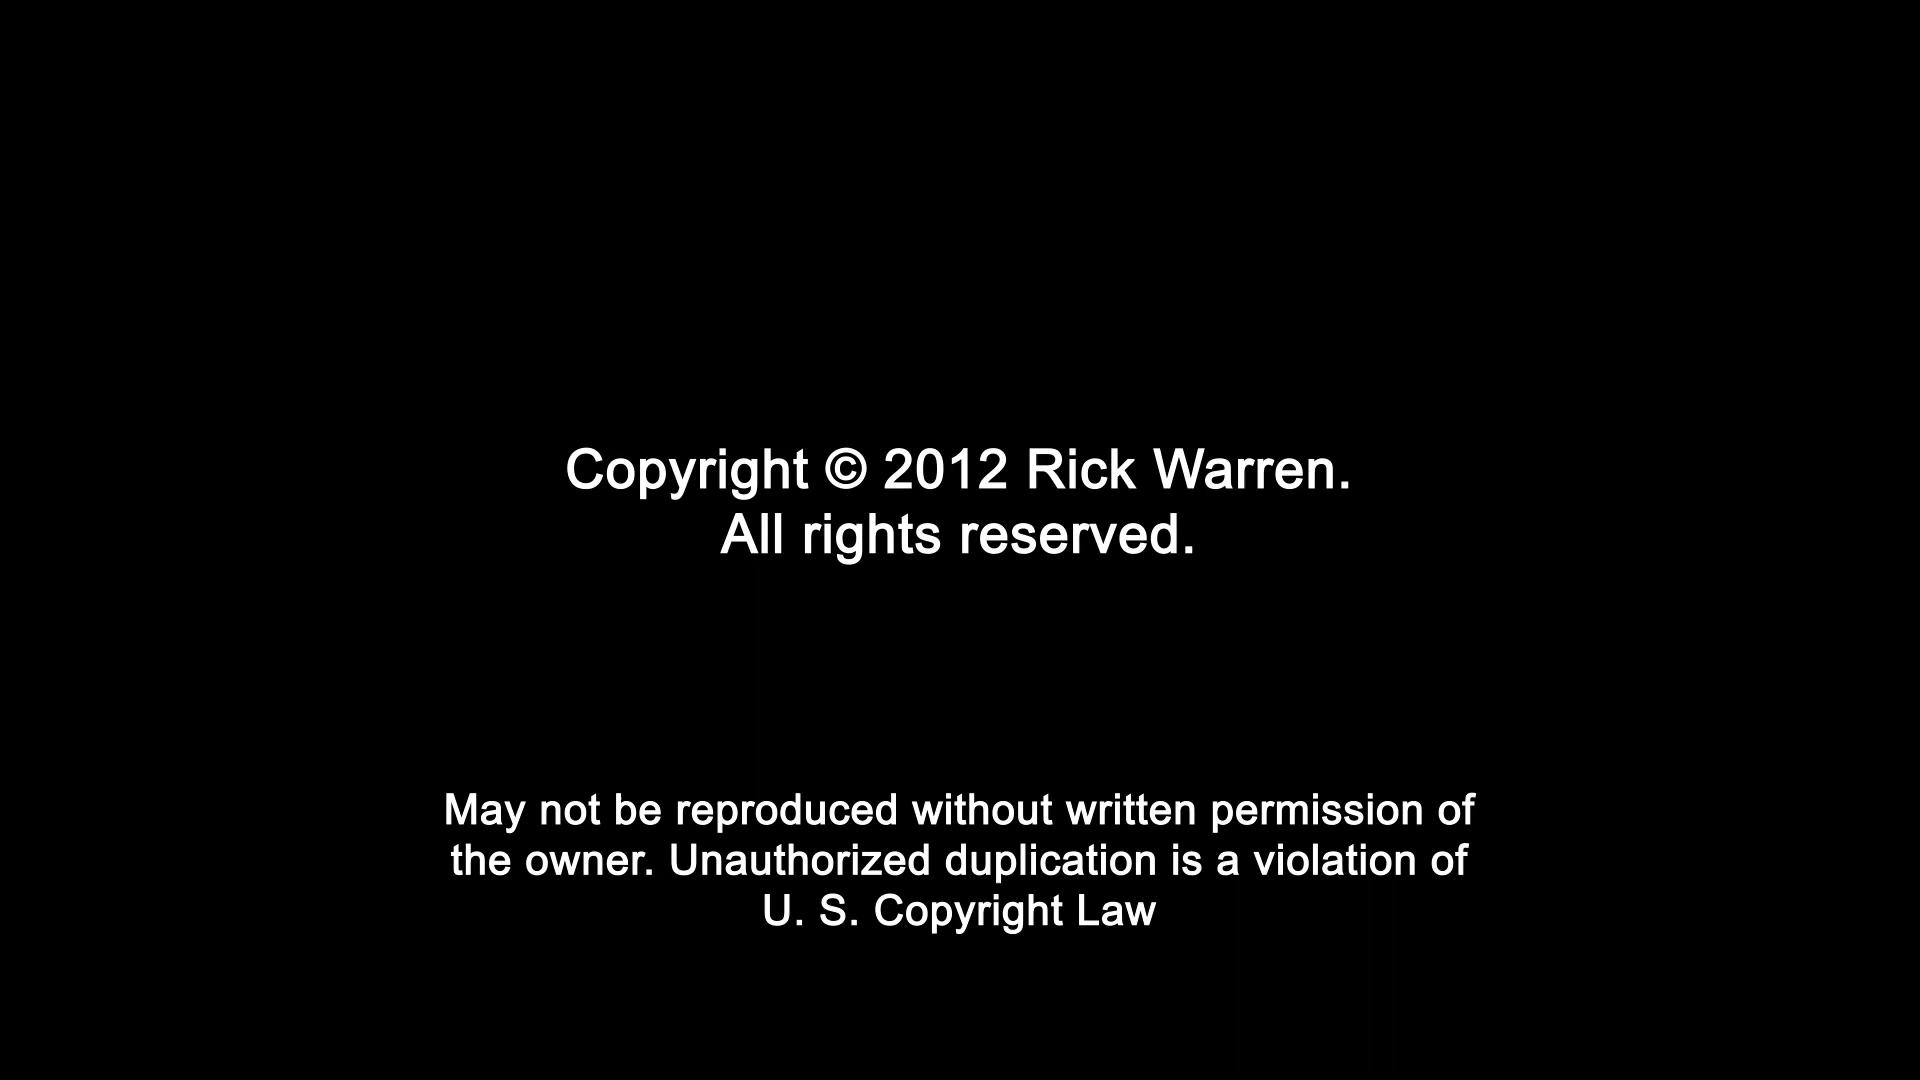 Copyright © 2012 Rick Warren.
All rights reserved.
May not be reproduced without written permission of
the owner. Unauthorized duplication is a violation of
U. S. Copyright Law